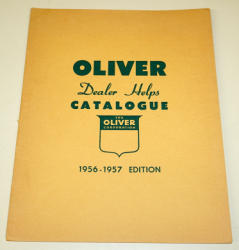 OLIVER
Dealer Helps
CATALOGUE
THE
OLIVER
CORPORATION
1956-1957 EDITION